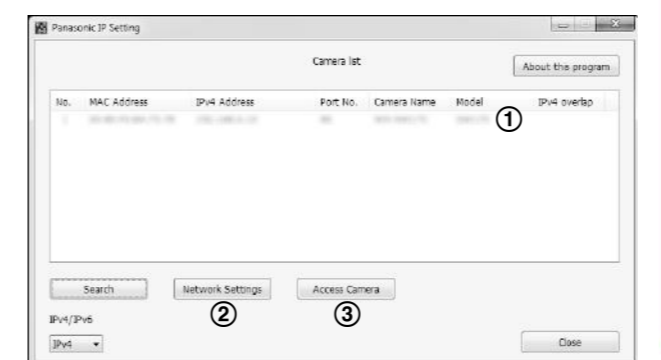 Panasonic IP Setting
Camera list
About this program
No. MAC Address IPv4 Address Port No. Camera Name Model IPv4 overlap
①
Search Network Settings Access Camera
② ③
IPv4/IPv6
IPv4 Close